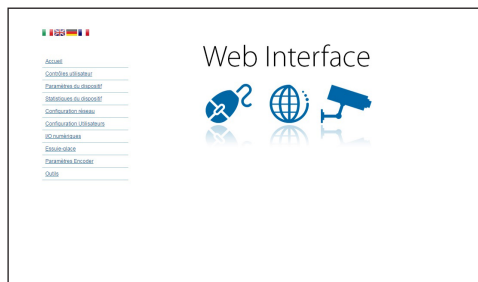 Web Interface
Accueil
Contrôles utilisateur
Paramètres du dispositif
Statistiques du dispositif
Configuration réseau
Configuration Utilisateurs
I/O numériques
Essuie-glace
Paramètres Encoder
Outils